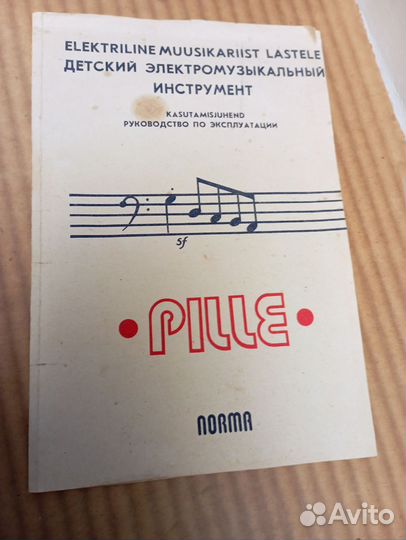 ELEKTRILINE MUUSIKARIIST LASTELE
ДЕТСКИЙ ЭЛЕКТРОМУЗЫКАЛЬНЫЙ
ИНСТРУМЕНТ
KASUTAMISJUHEND
РУКОВОДСТВО ПО ЭКСПЛУАТАЦИИ
sf
• PILLE •
NORMA
Avito